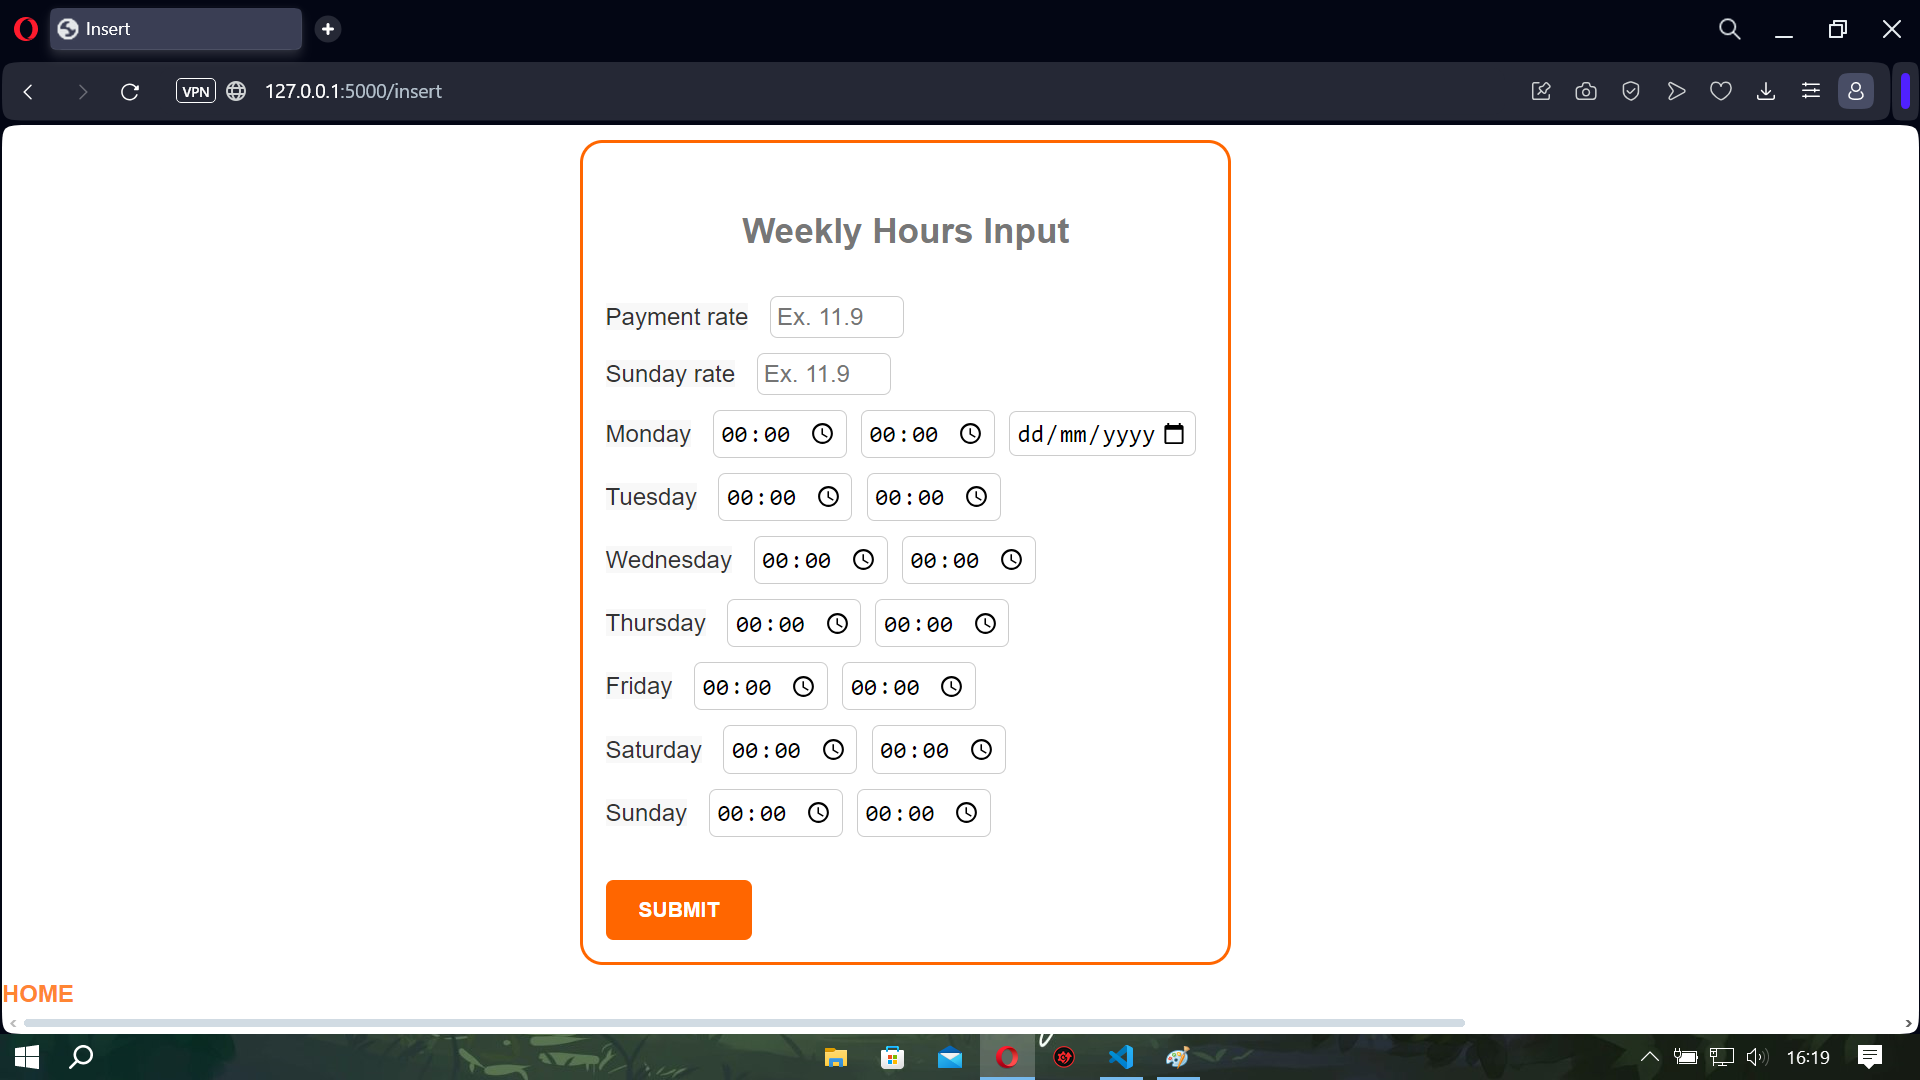 Insert
VPN 127.0.0.1:5000/insert
Weekly Hours Input
Payment rate Ex. 11.9
Sunday rate Ex. 11.9
Monday 00:00 00:00 dd/mm/yyyy
Tuesday 00:00 00:00
Wednesday 00:00 00:00
Thursday 00:00 00:00
Friday 00:00 00:00
Saturday 00:00 00:00
Sunday 00:00 00:00
SUBMIT
HOME
16:19